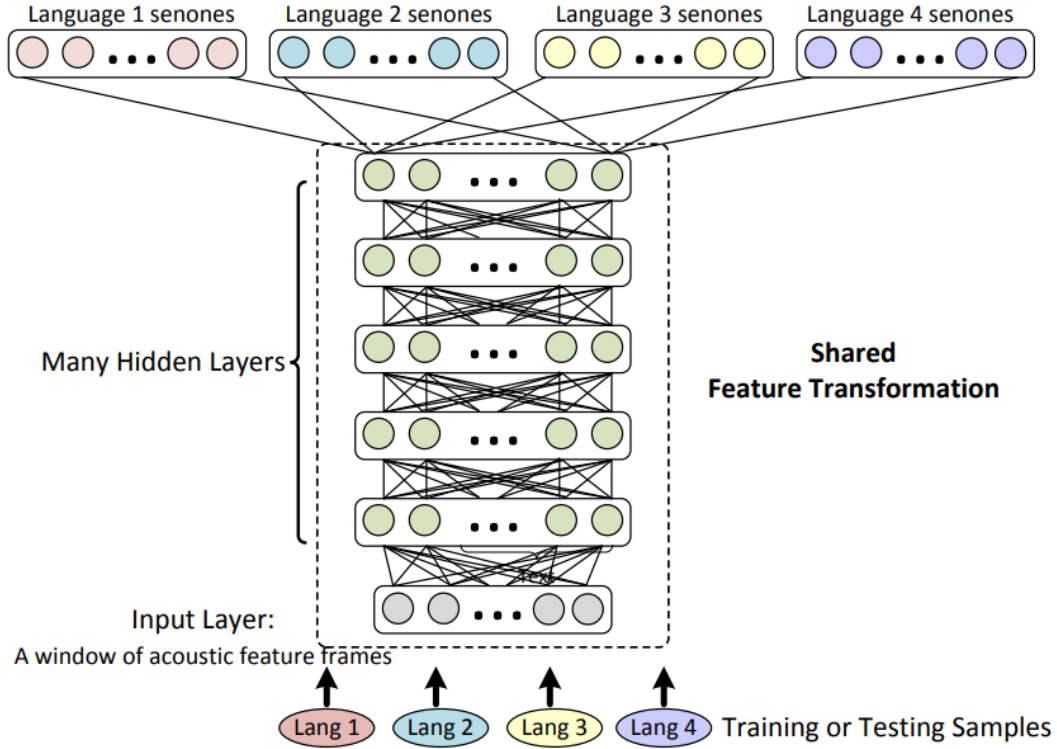 Language 1 senones
Language 2 senones
Language 3 senones
Language 4 senones
Many Hidden Layers
Shared
Feature Transformation
Text
Input Layer:
A window of acoustic feature frames
Lang 1
Lang 2
Lang 3
Lang 4
Training or Testing Samples